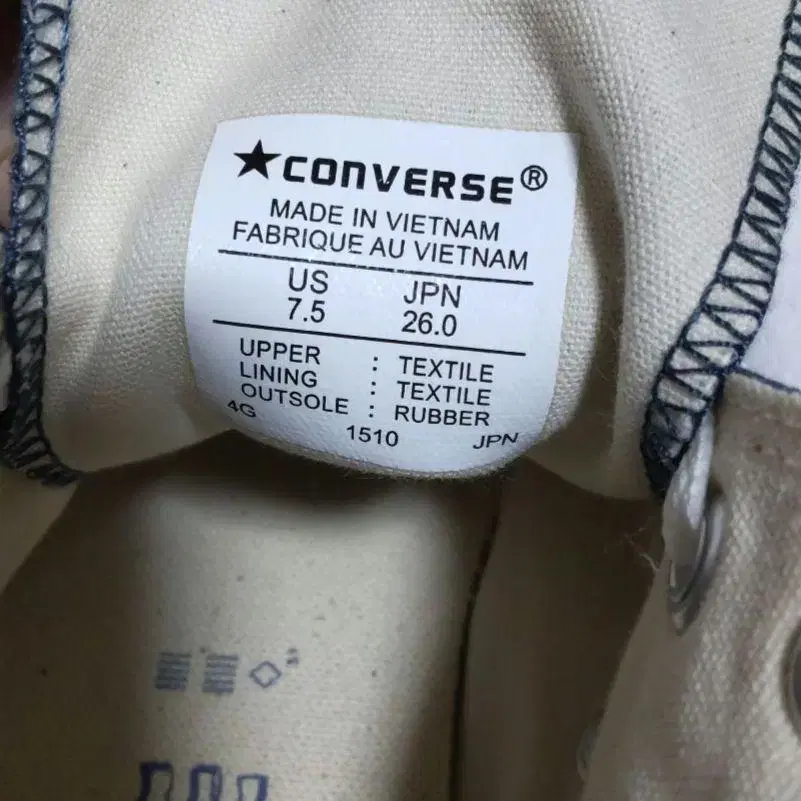 ★CONVERSE®
MADE IN VIETNAM
FABRIQUE AU VIETNAM
US JPN
7.5 26.0
UPPER : TEXTILE
LINING : TEXTILE
OUTSOLE : RUBBER
4G 1510 JPN